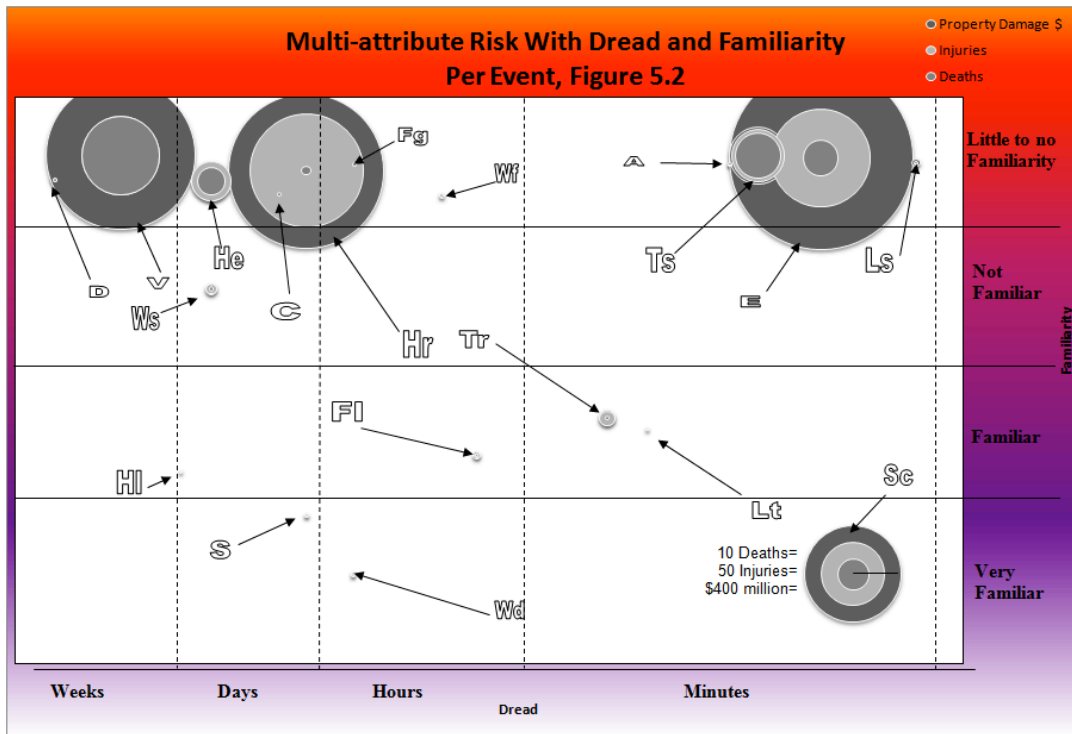 Multi-attribute Risk With Dread and Familiarity
Per Event, Figure 5.2
Property Damage $
Injuries
Deaths
Little to no
Familiarity
Fg
Wf
A
He
Ts
Ls
D
V
Ws
C
E
Not
Familiar
Hr
Tr
Familiarity
Fl
Familiar
Hl
Sc
Lt
S
10 Deaths=
50 Injuries=
$400 million=
Very
Familiar
Wd
Weeks
Days
Hours
Minutes
Dread